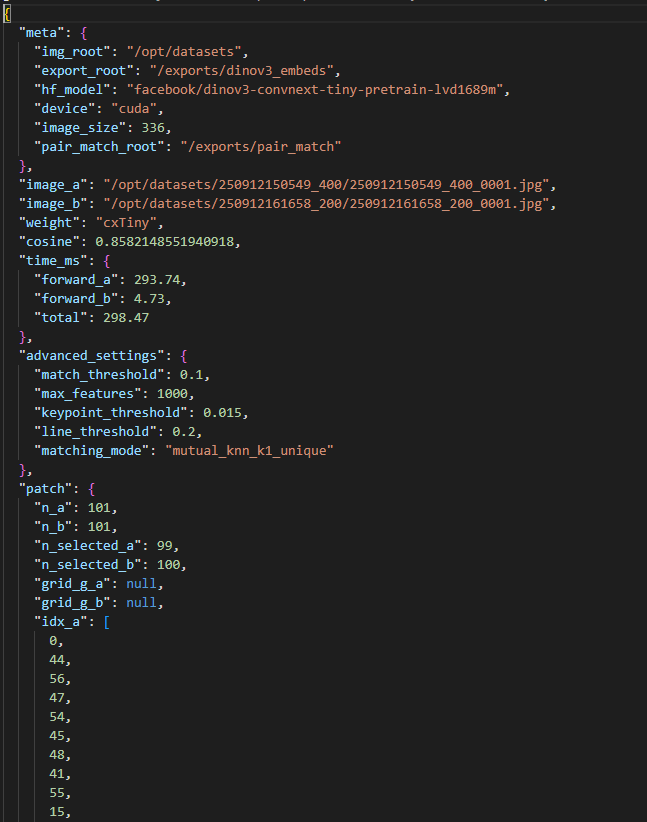 {
"meta": {
"img_root": "/opt/datasets",
"export_root": "/exports/dinov3_embeds",
"hf_model": "facebook/dinov3-convnext-tiny-pretrain-lvd1689m",
"device": "cuda",
"image_size": 336,
"pair_match_root": "/exports/pair_match"
},
"image_a": "/opt/datasets/250912150549_400/250912150549_400_0001.jpg",
"image_b": "/opt/datasets/250912161658_200/250912161658_200_0001.jpg",
"weight": "cxTiny",
"cosine": 0.8582148551940918,
"time_ms": {
"forward_a": 293.74,
"forward_b": 4.73,
"total": 298.47
},
"advanced_settings": {
"match_threshold": 0.1,
"max_features": 1000,
"keypoint_threshold": 0.015,
"line_threshold": 0.2,
"matching_mode": "mutual_knn_k1_unique"
},
"patch": {
"n_a": 101,
"n_b": 101,
"n_selected_a": 99,
"n_selected_b": 100,
"grid_g_a": null,
"grid_g_b": null,
"idx_a": [
0,
44,
56,
47,
54,
45,
48,
41,
55,
15,